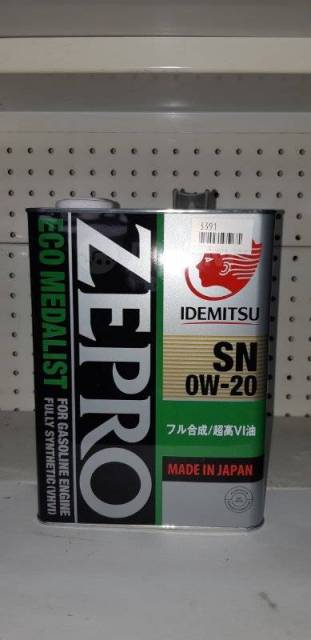 ZEPRO
ECO MEDALIST
FOR GASOLINE ENGINE
FULLY SYNTHETIC (VHVI)
5391
IDEMITSU
SN
0W-20
フル合成/超高VI油
MADE IN JAPAN